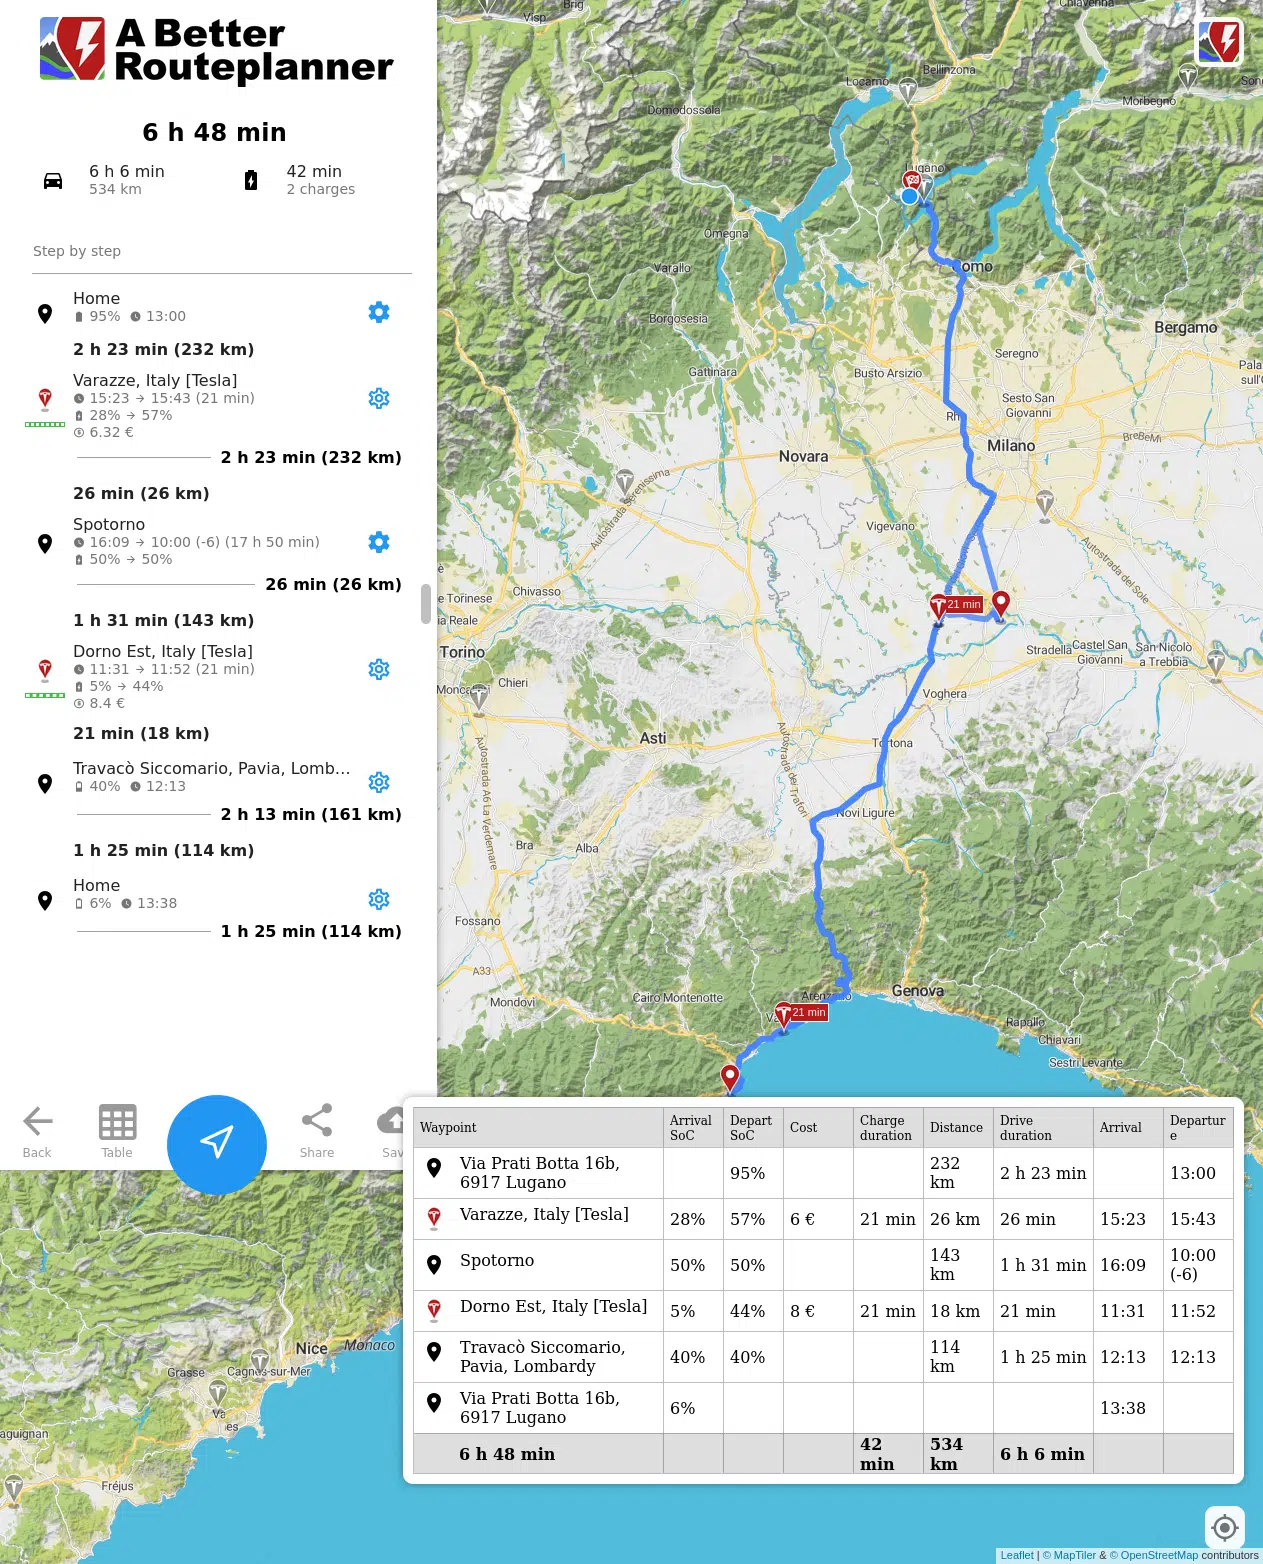 A Better
Routeplanner
6 h 48 min
6 h 6 min
534 km
42 min
2 charges
Step by step
Home
95% 13:00
2 h 23 min (232 km)
Varazze, Italy [Tesla]
15:23 → 15:43 (21 min)
28% → 57%
6.32 €
2 h 23 min (232 km)
26 min (26 km)
Spotorno
16:09 → 10:00 (-6) (17 h 50 min)
50% → 50%
26 min (26 km)
1 h 31 min (143 km)
Dorno Est, Italy [Tesla]
11:31 → 11:52 (21 min)
5% → 44%
8.4 €
21 min (18 km)
Travacò Siccomario, Pavia, Lomb...
40% 12:13
2 h 13 min (161 km)
1 h 25 min (114 km)
Home
6% 13:38
1 h 25 min (114 km)
Back
Table
Share
Visp
Brig
Chiavenna
Locarno
Bellinzona
Domodossola
Morbegno
Lugano
Omegna
Varallo
Como
Borgosesia
Bergamo
Gattinara
Busto Arsizio
Seregno
Sesto San
Giovanni
Rh
Milano
BreBeMi
Novara
Autostrada Serenissima
Vigevano
Autostrada del Sole
Chivasso
e Torinese
ia Reale
21 min
Torino
Chieri
Stradella
Castel San
Giovanni
San Nicolò
a Trebbia
Voghera
Asti
Tortona
Autostrada dei Trafori
Autostrada A6 La Verdemare
Novi Ligure
Bra
Alba
Fossano
A33
Mondovì
Cairo Montenotte
Arenzano
Genova
21 min
Rapallo
Chiavari
Sestri Levante
Nice
Monaco
Grasse
Cagnes-sur-Mer
Fréjus
Waypoint
Arrival SoC
Depart SoC
Cost
Charge duration
Distance
Drive duration
Arrival
Departure
Via Prati Botta 16b, 6917 Lugano 95% 232 km 2 h 23 min 13:00
Varazze, Italy [Tesla] 28% 57% 6 € 21 min 26 km 26 min 15:23 15:43
Spotorno 50% 50% 143 km 1 h 31 min 16:09 10:00 (-6)
Dorno Est, Italy [Tesla] 5% 44% 8 € 21 min 18 km 21 min 11:31 11:52
Travacò Siccomario, Pavia, Lombardy 40% 40% 114 km 1 h 25 min 12:13 12:13
Via Prati Botta 16b, 6917 Lugano 6% 13:38
6 h 48 min 42 min 534 km 6 h 6 min
Leaflet | © MapTiler & © OpenStreetMap contributors